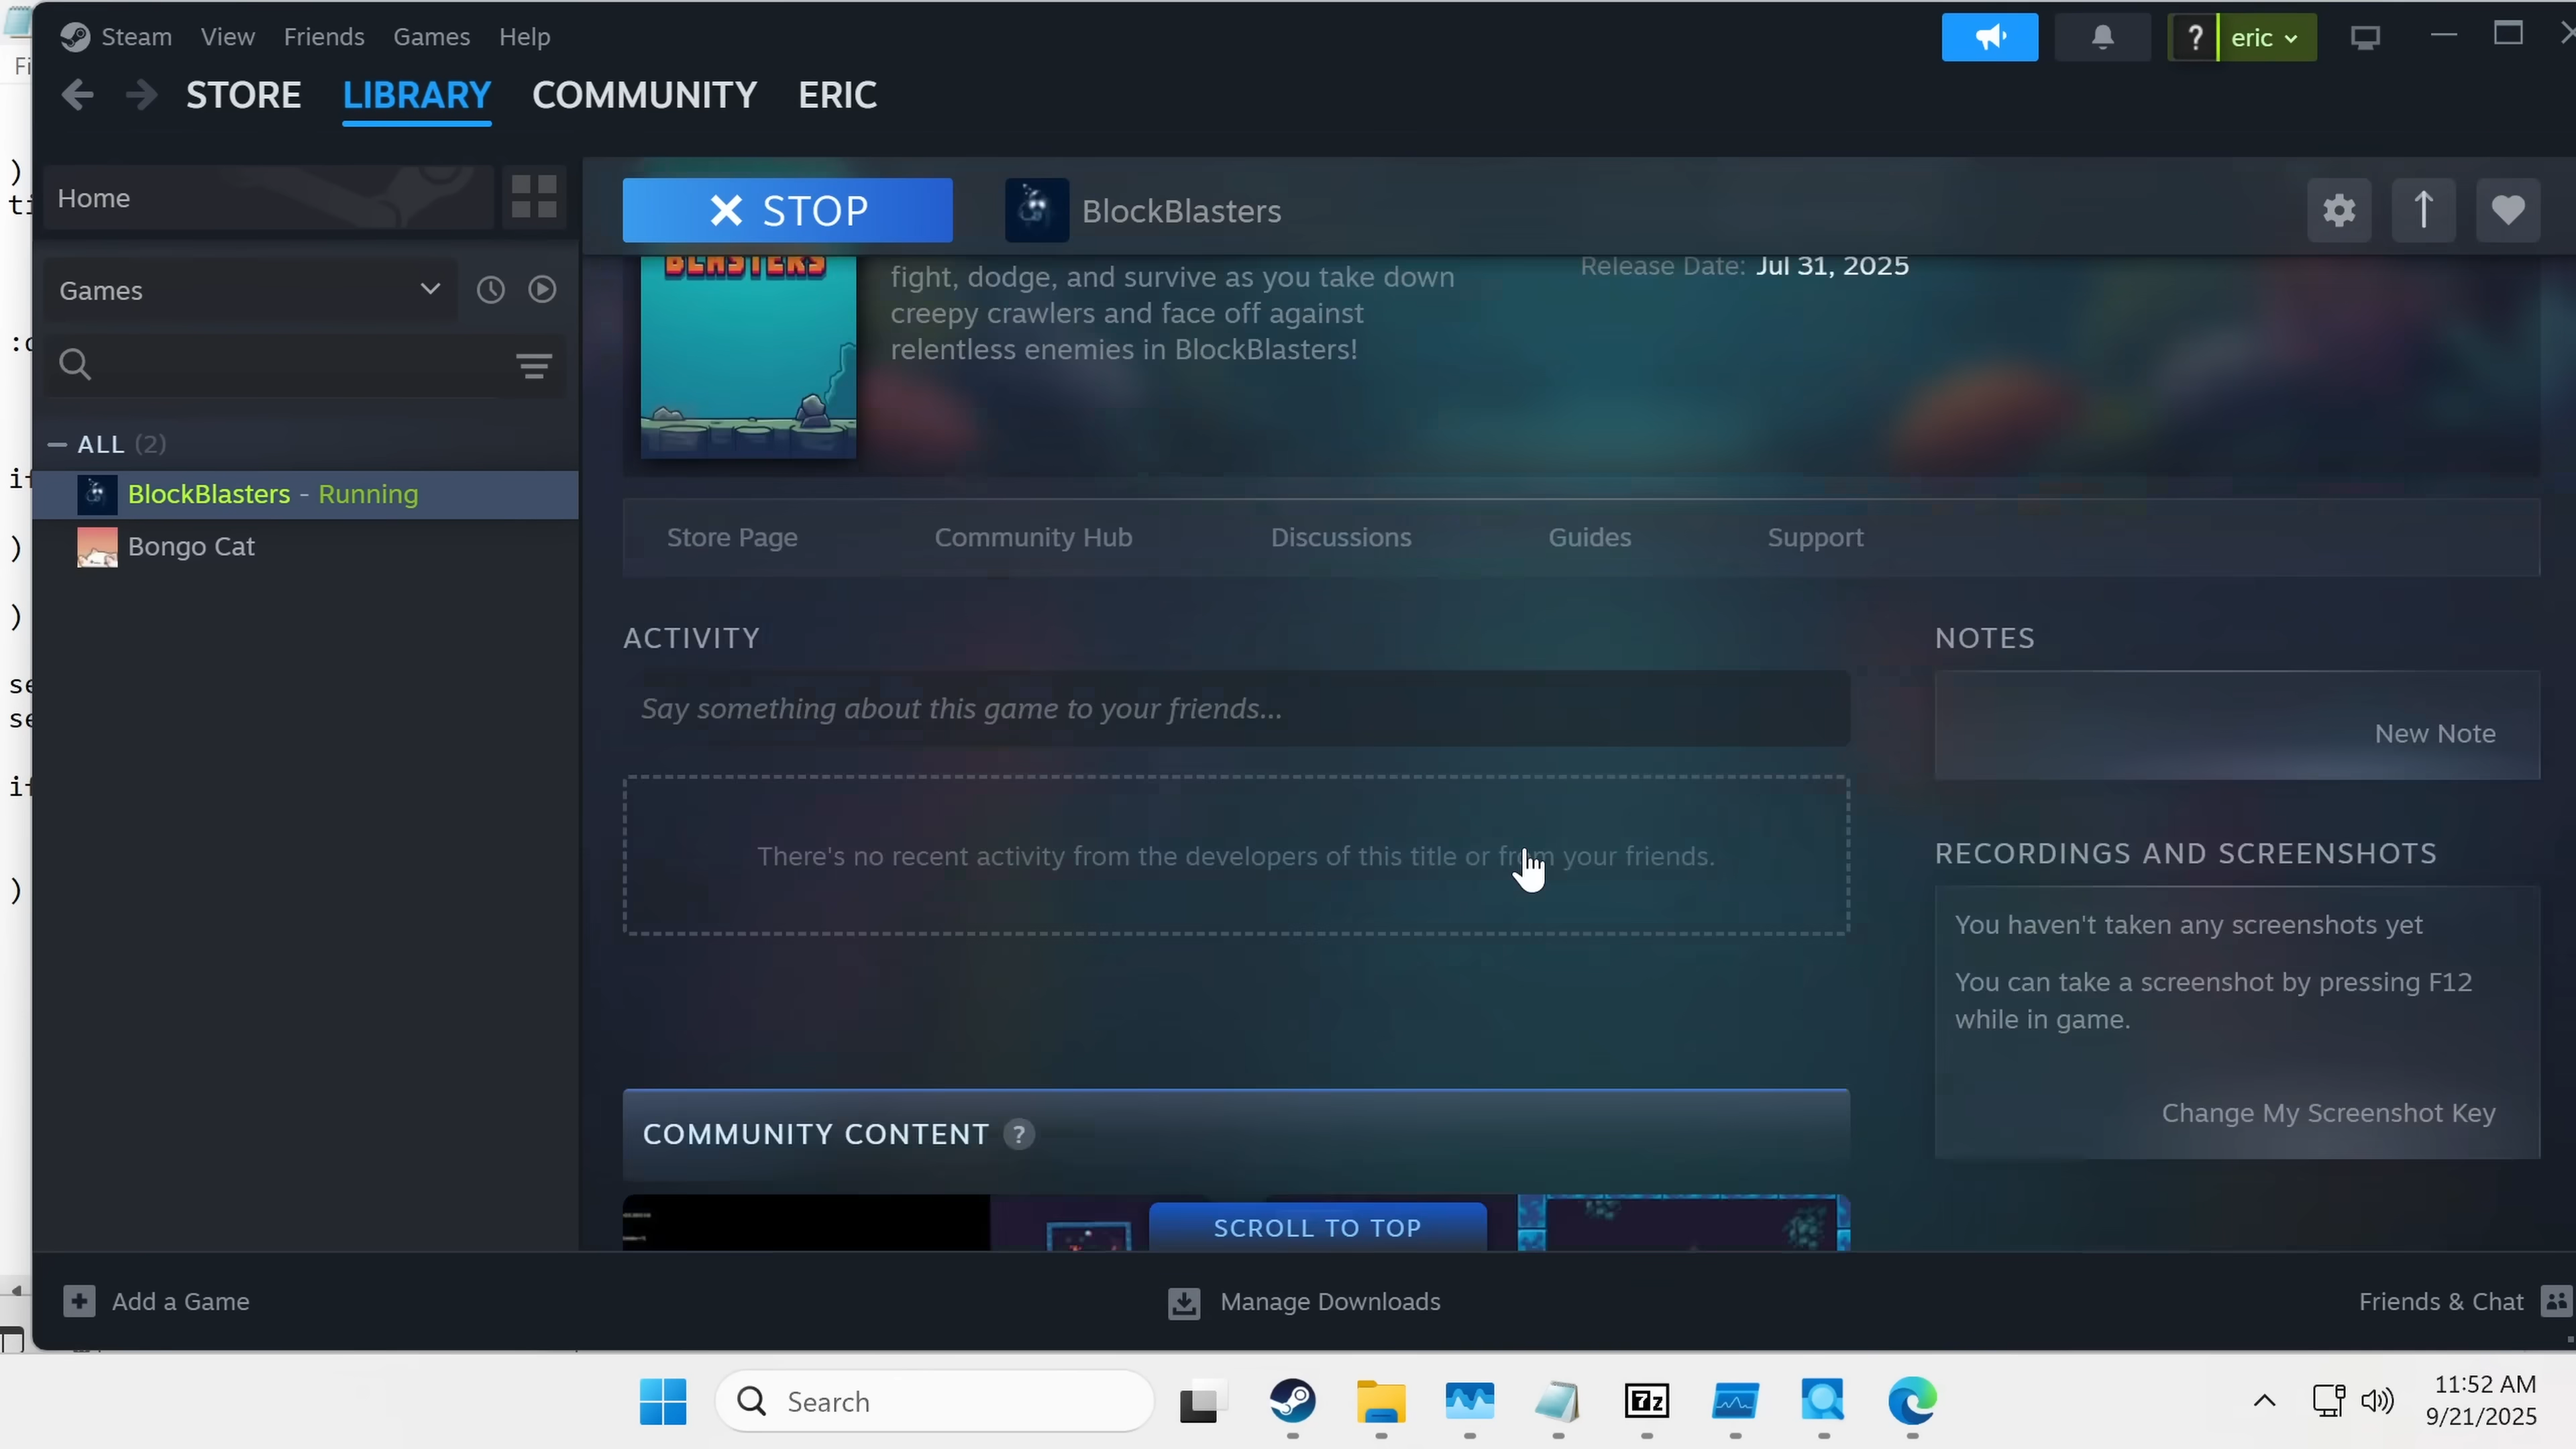 Steam View Friends Games Help
? eric
STORE LIBRARY COMMUNITY ERIC
Home
STOP
BlockBlasters
Games
BLASTERS
fight, dodge, and survive as you take down
creepy crawlers and face off against
relentless enemies in BlockBlasters!
Release Date: Jul 31, 2025
ALL (2)
BlockBlasters - Running
Bongo Cat
Store Page Community Hub Discussions Guides Support
ACTIVITY
Say something about this game to your friends...
There's no recent activity from the developers of this title or from your friends.
NOTES
New Note
RECORDINGS AND SCREENSHOTS
You haven't taken any screenshots yet
You can take a screenshot by pressing F12
while in game.
Change My Screenshot Key
COMMUNITY CONTENT ?
SCROLL TO TOP
Add a Game
Manage Downloads
Friends & Chat
Search
7z
11:52 AM
9/21/2025